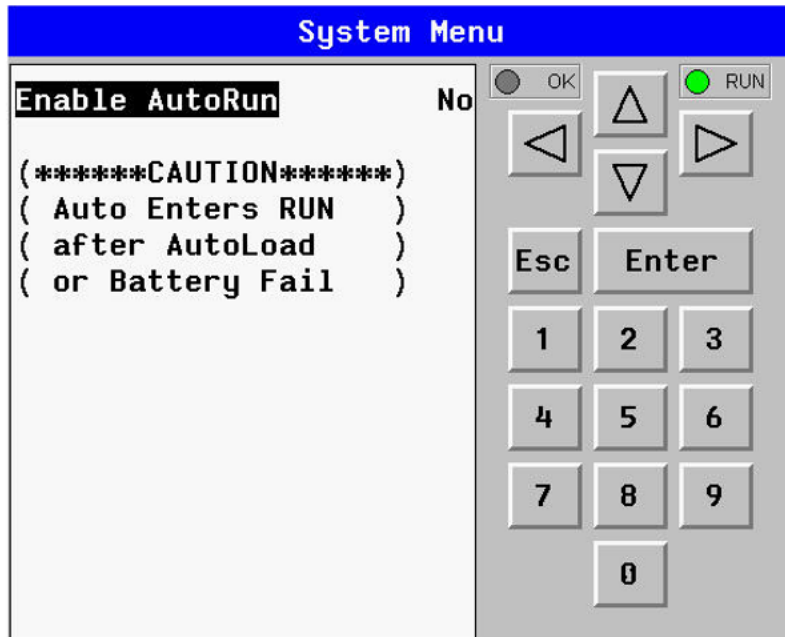 System Menu
Enable AutoRun No
(******CAUTION******)
( Auto Enters RUN )
( after AutoLoad )
( or Battery Fail )
OK
RUN
Esc Enter
1 2 3
4 5 6
7 8 9
0